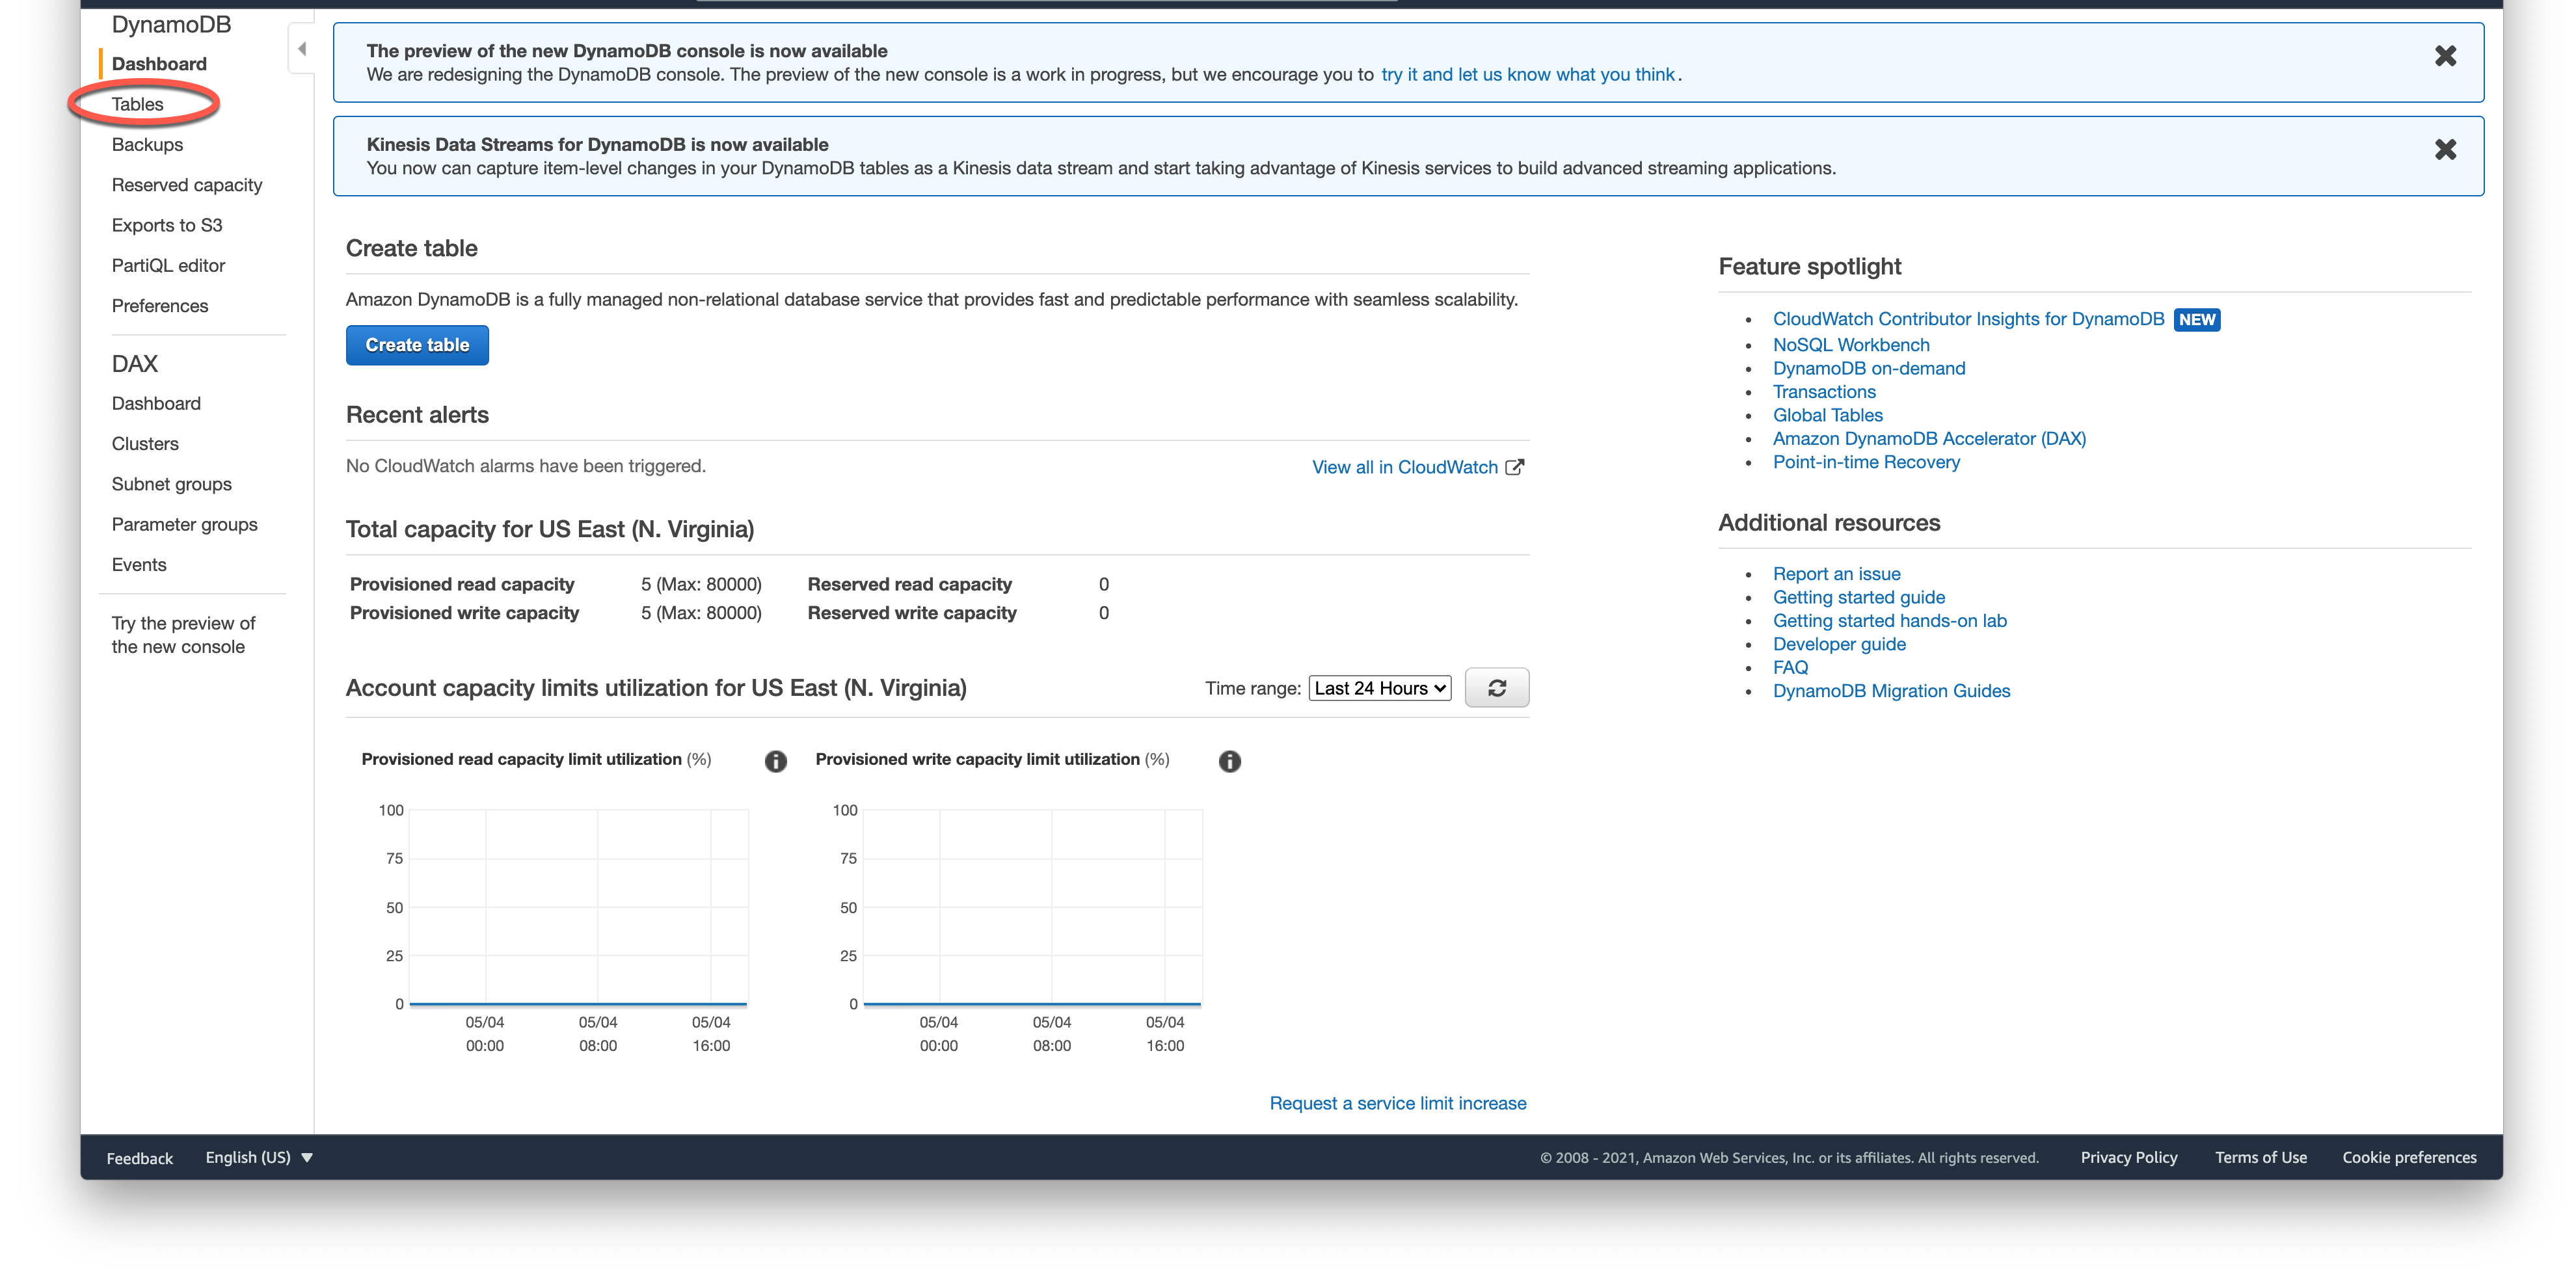 DynamoDB
Dashboard
Tables
Backups
Reserved capacity
Exports to S3
PartiQL editor
Preferences
DAX
Dashboard
Clusters
Subnet groups
Parameter groups
Events
Try the preview of
the new console
The preview of the new DynamoDB console is now available
We are redesigning the DynamoDB console. The preview of the new console is a work in progress, but we encourage you to try it and let us know what you think.
Kinesis Data Streams for DynamoDB is now available
You now can capture item-level changes in your DynamoDB tables as a Kinesis data stream and start taking advantage of Kinesis services to build advanced streaming applications.
Create table
Amazon DynamoDB is a fully managed non-relational database service that provides fast and predictable performance with seamless scalability.
Create table
Recent alerts
No CloudWatch alarms have been triggered. View all in CloudWatch
Total capacity for US East (N. Virginia)
Provisioned read capacity 5 (Max: 80000) Reserved read capacity 0
Provisioned write capacity 5 (Max: 80000) Reserved write capacity 0
Account capacity limits utilization for US East (N. Virginia) Time range: Last 24 Hours
Provisioned read capacity limit utilization (%)
100
75
50
25
0
05/04 05/04 05/04
00:00 08:00 16:00
Provisioned write capacity limit utilization (%)
100
75
50
25
0
05/04 05/04 05/04
00:00 08:00 16:00
Request a service limit increase
Feature spotlight
CloudWatch Contributor Insights for DynamoDB NEW
NoSQL Workbench
DynamoDB on-demand
Transactions
Global Tables
Amazon DynamoDB Accelerator (DAX)
Point-in-time Recovery
Additional resources
Report an issue
Getting started guide
Getting started hands-on lab
Developer guide
FAQ
DynamoDB Migration Guides
Feedback English (US) © 2008 - 2021, Amazon Web Services, Inc. or its affiliates. All rights reserved. Privacy Policy Terms of Use Cookie preferences